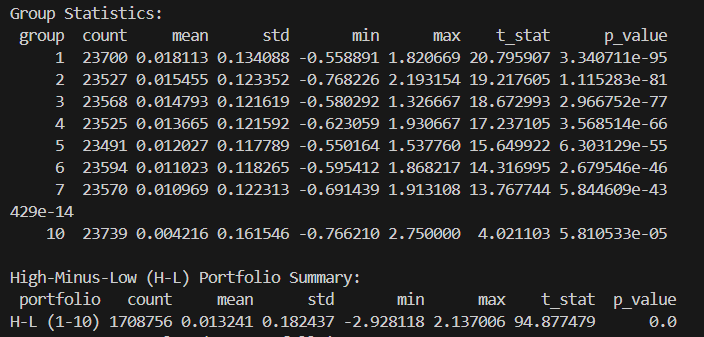 Group Statistics:
group count mean std min max t_stat p_value
1 23700 0.018113 0.134088 -0.558891 1.820669 20.795907 3.340711e-95
2 23527 0.015455 0.123352 -0.768226 2.193154 19.217605 1.115283e-81
3 23568 0.014793 0.121619 -0.580292 1.326667 18.672993 2.966752e-77
4 23525 0.013665 0.121592 -0.623059 1.930667 17.237105 3.568514e-66
5 23491 0.012027 0.117789 -0.550164 1.537760 15.649922 6.303129e-55
6 23594 0.011023 0.118265 -0.595412 1.868217 14.316995 2.679546e-46
7 23570 0.010969 0.122313 -0.691439 1.913108 13.767744 5.844609e-43
429e-14
10 23739 0.004216 0.161546 -0.766210 2.750000 4.021103 5.810533e-05
High-Minus-Low (H-L) Portfolio Summary:
portfolio count mean std min max t_stat p_value
H-L (1-10) 1708756 0.013241 0.182437 -2.928118 2.137006 94.877479 0.0